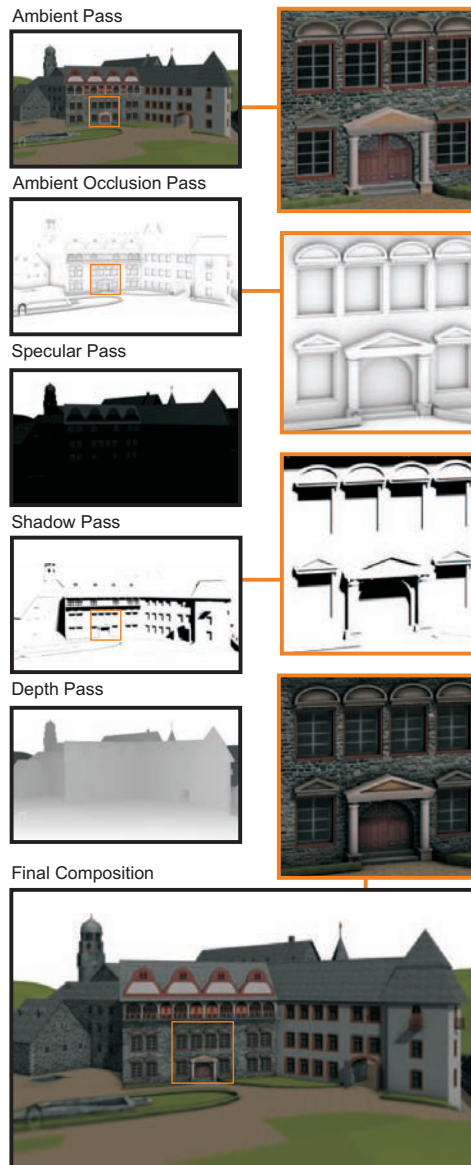 Ambient Pass
Ambient Occlusion Pass
Specular Pass
Shadow Pass
Depth Pass
Final Composition